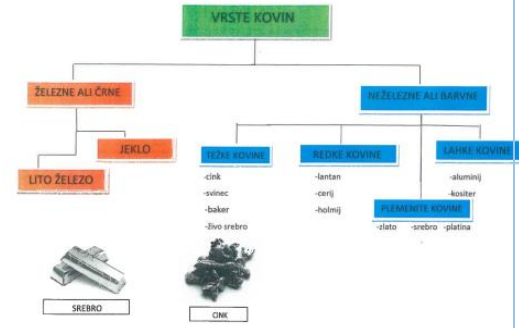 VRSTE KOVIN
ŽELEZNE ALI ČRNE
NEŽELEZNE ALI BARVNE
JEKLO
LITO ŽELEZO
TEŽKE KOVINE
-cink
-svinec
-baker
-živo srebro
REDKE KOVINE
-lantan
-cerij
-holmij
LAHKE KOVINE
-aluminij
-kositer
PLEMENITE KOVINE
-zlato -srebro -platina
SREBRO
CINK